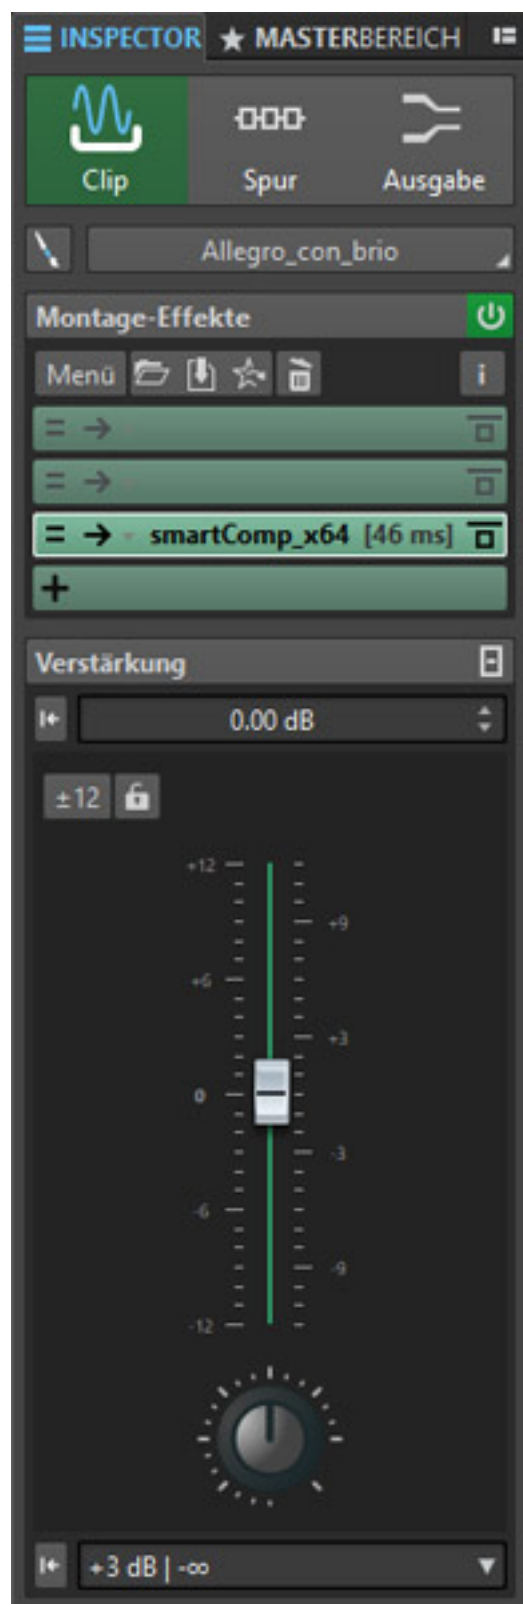 INSPECTOR MASTERBEREICH
Clip Spur Ausgabe
Allegro_con_brio
Montage-Effekte
Menü i
smartComp_x64 [46 ms]
+
Verstärkung
0.00 dB
±12
+12
+9
+6
+3
0
-3
-6
-9
-12
+3 dB | -∞